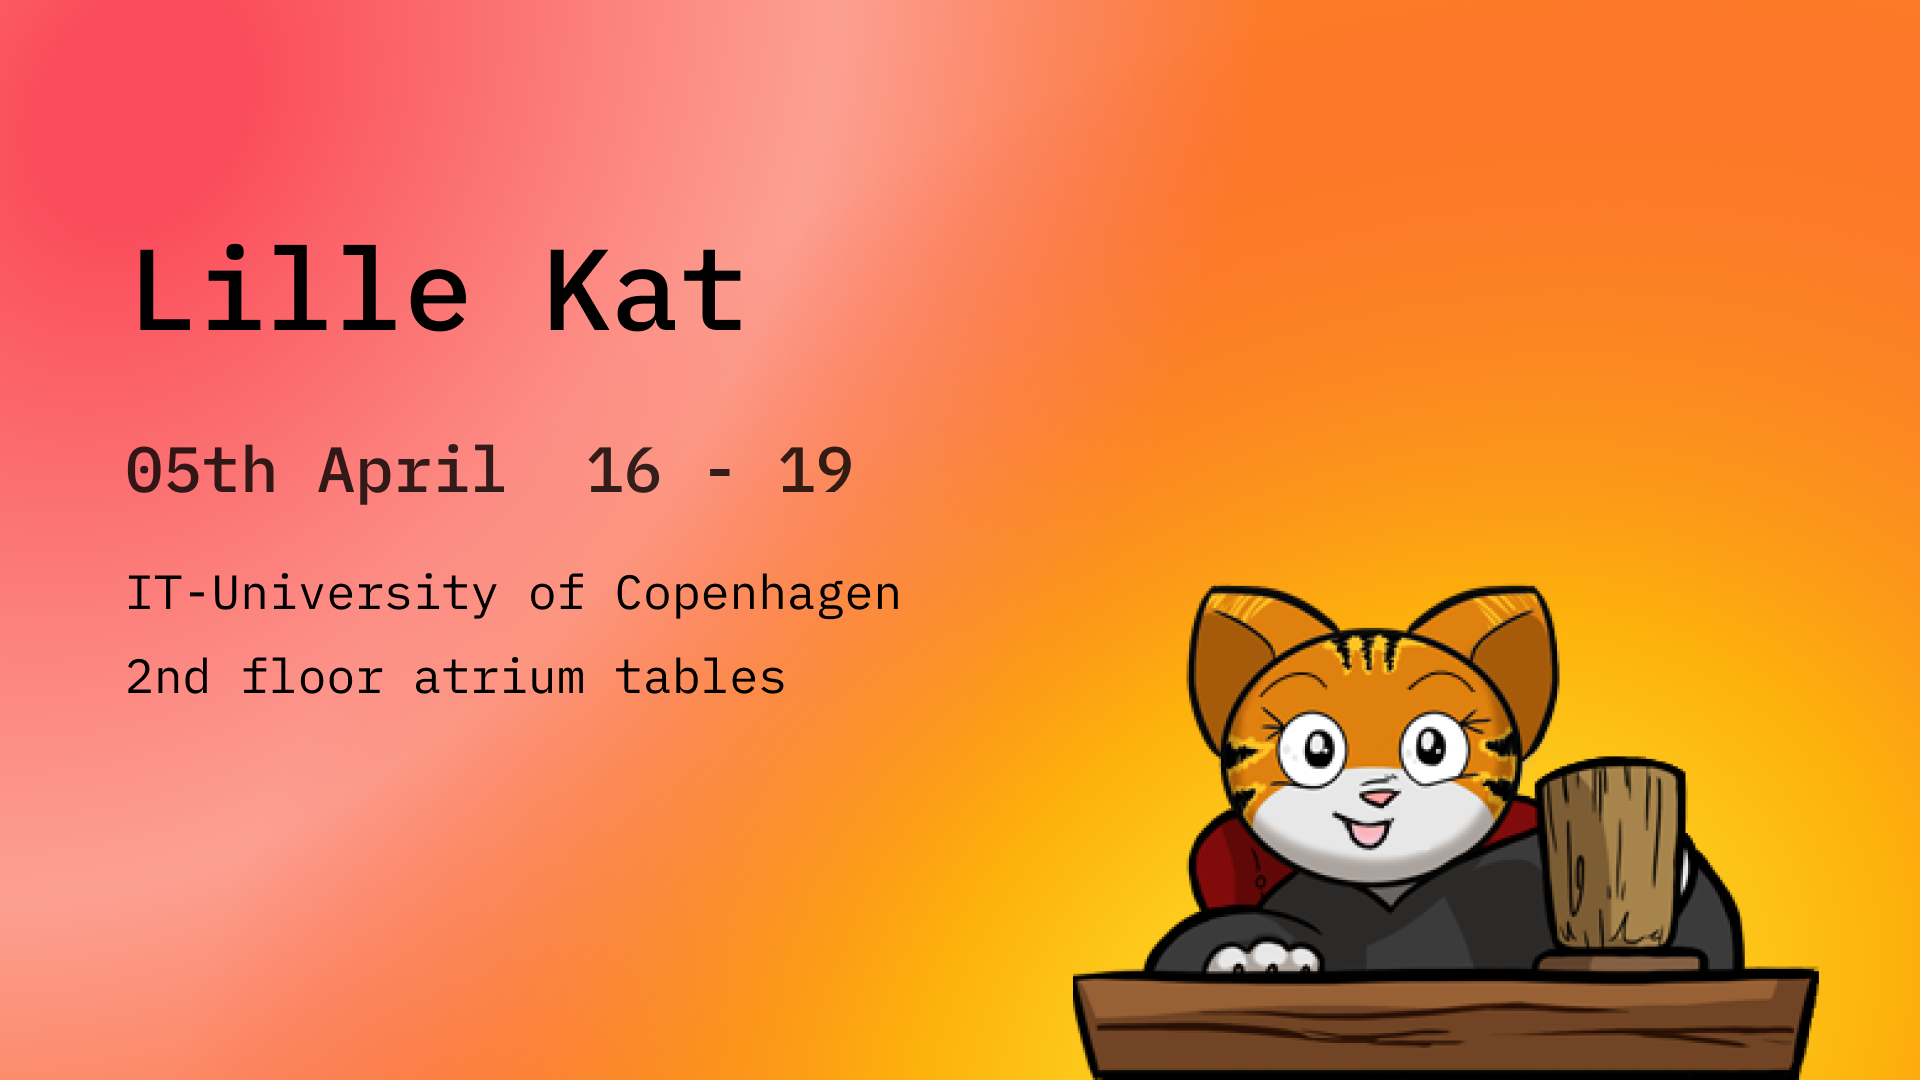 Lille Kat
05th April  16 - 19
IT-University of Copenhagen
2nd floor atrium tables